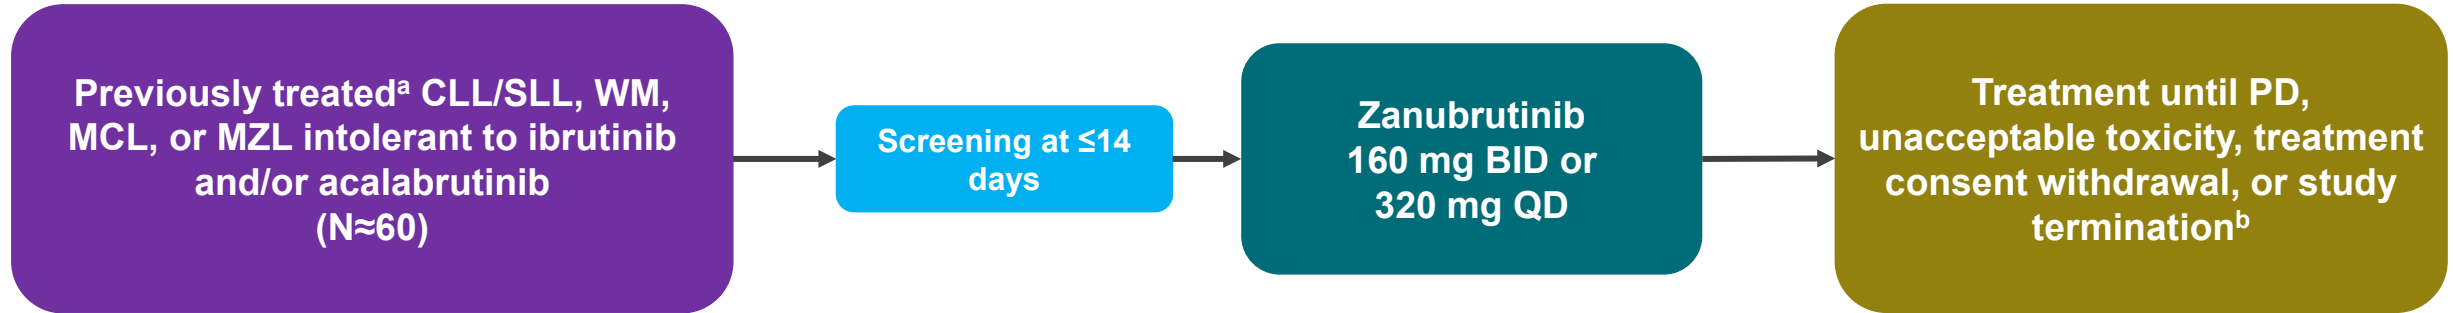 Previously treatedᵃ CLL/SLL, WM,
MCL, or MZL intolerant to ibrutinib
and/or acalabrutinib
(N≈60)
Screening at ≤14
days
Zanubrutinib
160 mg BID or
320 mg QD
Treatment until PD,
unacceptable toxicity, treatment
consent withdrawal, or study
terminationᵇ